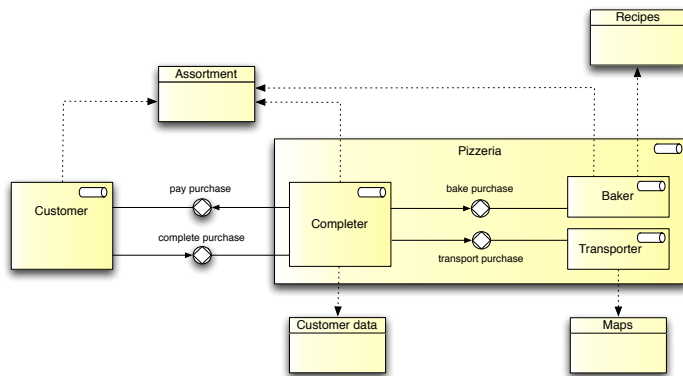 Recipes
Assortment
Pizzeria
pay purchase
bake purchase
Customer
Completer
Baker
complete purchase
transport purchase
Transporter
Customer data
Maps